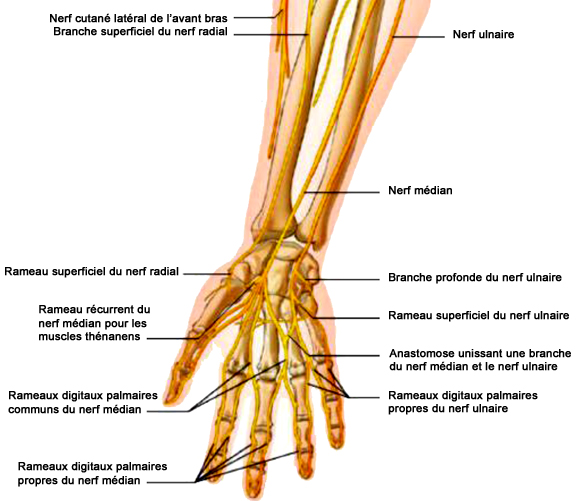 Nerf cutané latéral de l'avant bras
Branche superficiel du nerf radial
Nerf ulnaire
Nerf médian
Rameau superficiel du nerf radial
Branche profonde du nerf ulnaire
Rameau récurrent du
nerf médian pour les
muscles thénanens
Rameau superficiel du nerf ulnaire
Anastomose unissant une branche
du nerf médian et le nerf ulnaire
Rameaux digitaux palmaires
communs du nerf médian
Rameaux digitaux palmaires
propres du nerf ulnaire
Rameaux digitaux palmaires
propres du nerf médian